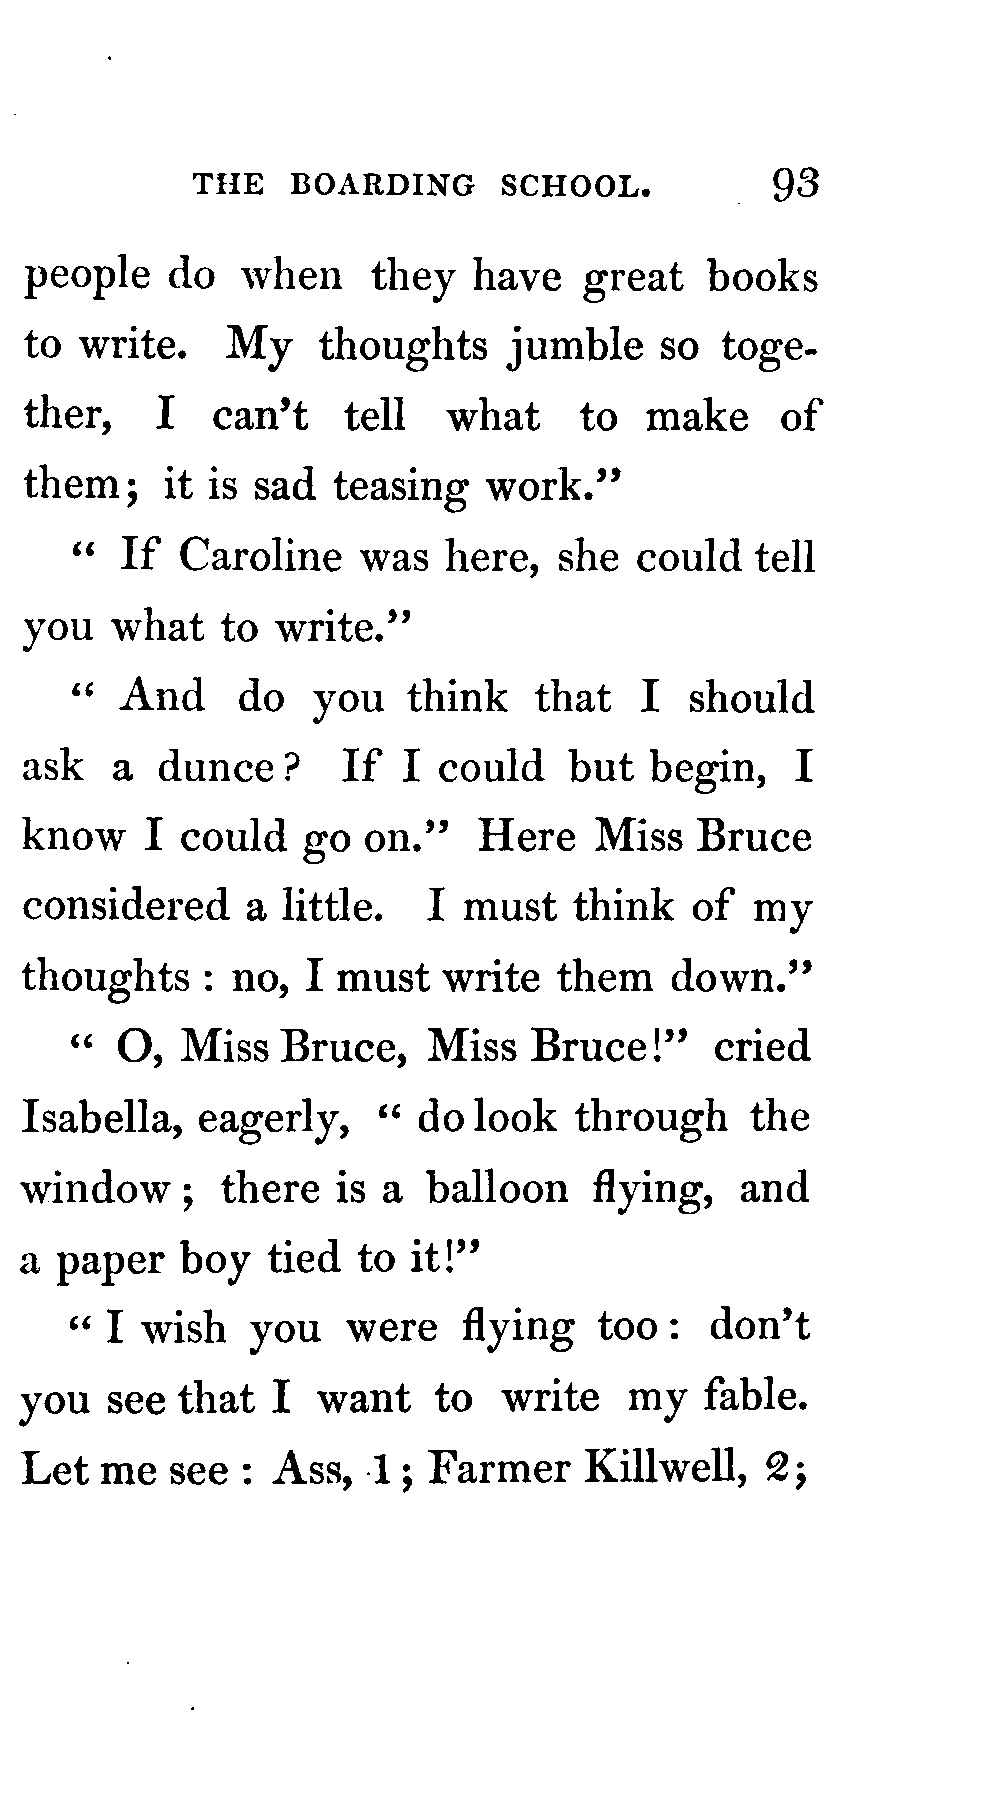 THE BOARDING SCHOOL. 93
people do when they have great books
to write. My thoughts jumble so toge-
ther, I can't tell what to make of
them; it is sad teasing work."
" If Caroline was here, she could tell
you what to write."
" And do you think that I should
ask a dunce? If I could but begin, I
know I could go on." Here Miss Bruce
considered a little. I must think of my
thoughts : no, I must write them down."
" O, Miss Bruce, Miss Bruce!" cried
Isabella, eagerly, " do look through the
window ; there is a balloon flying, and
a paper boy tied to it!"
" I wish you were flying too : don't
you see that I want to write my fable.
Let me see : Ass, 1 ; Farmer Killwell, 2;